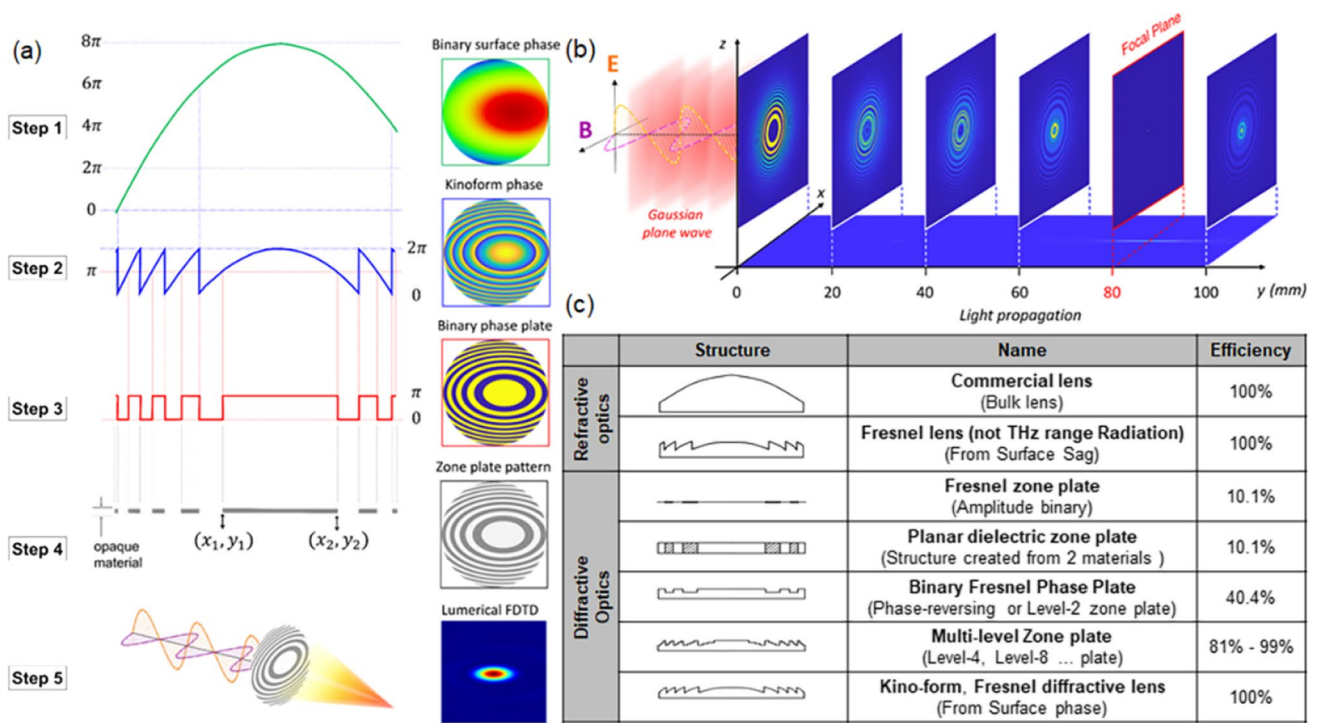 (a)
8π
6π
4π
2π
0
Step 1
Binary surface phase
Step 2
π
2π
0
Kinoform phase
Step 3
π
0
Binary phase plate
Step 4
opaque
material
(x₁, y₁)
(x₂, y₂)
Zone plate pattern
Step 5
Lumerical FDTD
(b)
E
B
Gaussian
plane wave
z
x
Focal Plane
0
20
40
60
80
100
y (mm)
Light propagation
(c)
Structure Name Efficiency
Refractive
optics
Commercial lens
(Bulk lens)
100%
Fresnel lens (not THz range Radiation)
(From Surface Sag)
100%
Diffractive
Optics
Fresnel zone plate
(Amplitude binary)
10.1%
Planar dielectric zone plate
(Structure created from 2 materials )
10.1%
Binary Fresnel Phase Plate
(Phase-reversing or Level-2 zone plate)
40.4%
Multi-level Zone plate
(Level-4, Level-8 ... plate)
81% - 99%
Kino-form, Fresnel diffractive lens
(From Surface phase)
100%